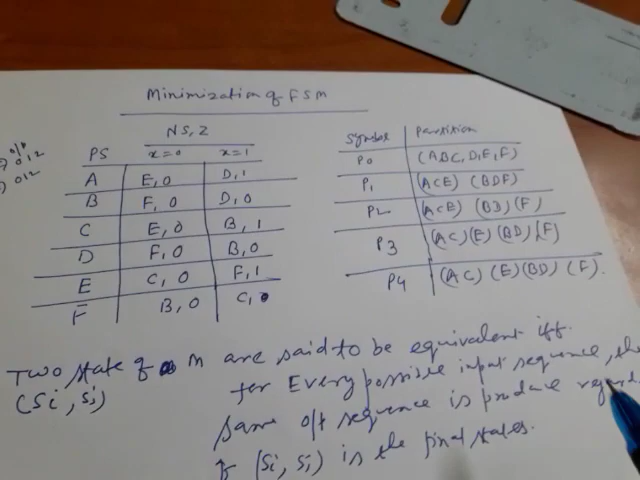 Minimization of FSM
NS, Z
PS x=0 x=1
A E, 0 D, 1
B F, 0 D, 0
C E, 0 B, 1
D F, 0 B, 0
E C, 0 F, 1
F B, 0 C, 0
Symbol Partition
P0 (ABC, D, E, F)
P1 (ACE) (BDF)
P2 (ACE) (BD) (F)
P3 (AC) (E) (BD) (F)
P4 (AC) (E) (BD) (F).
Two state of M are said to be equivalent iff.
(Si, Sj) for Every possible input sequence, the
same o/p sequence is produce
if (Si, Sj) is the final states.